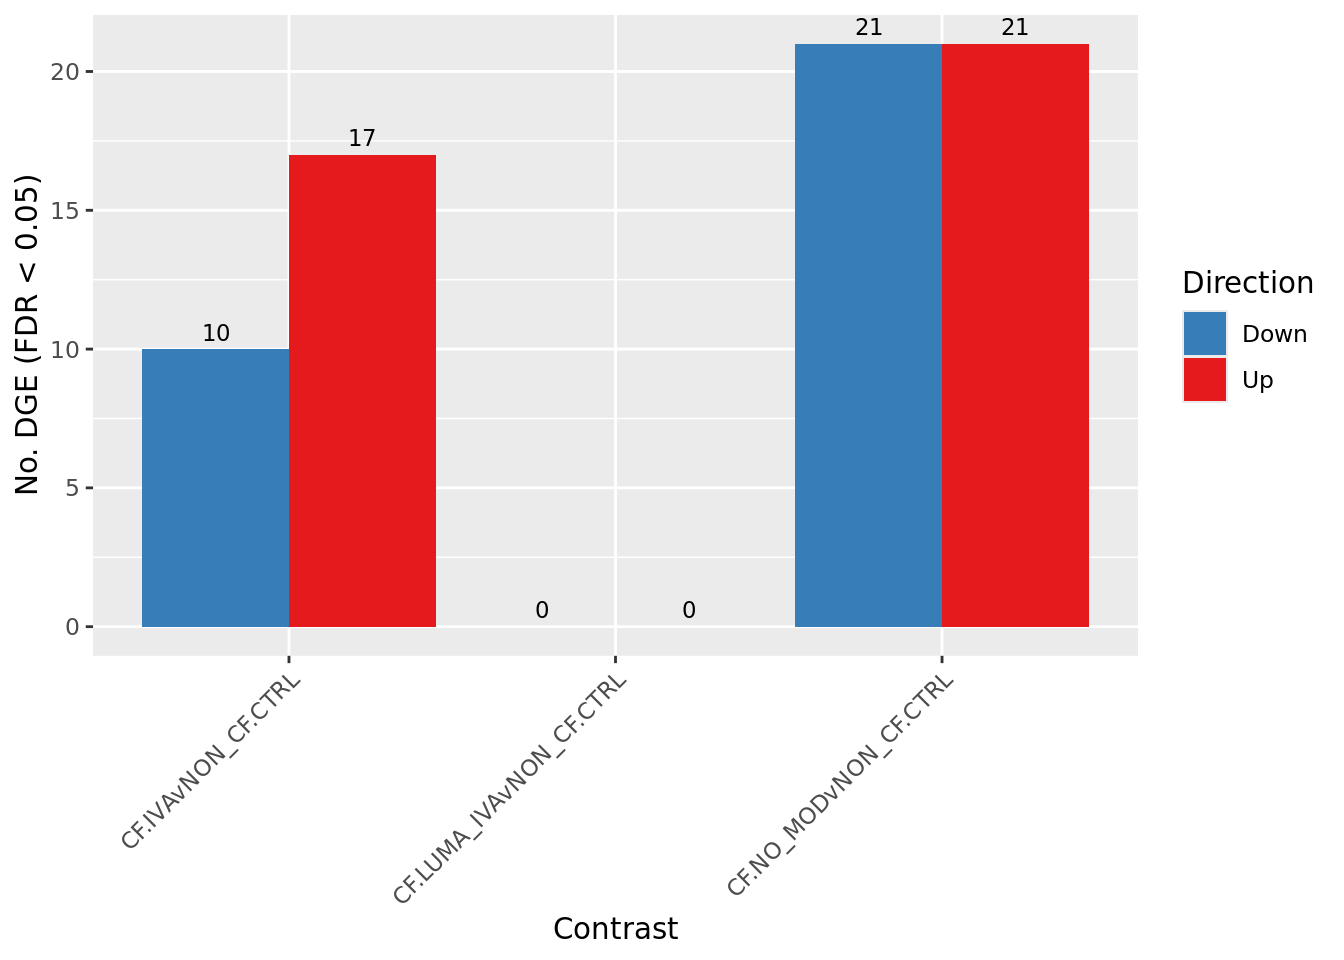 No. DGE (FDR < 0.05)
20
15
10
5
0
10
17
0
0
21
21
CF.IVAvNON_CF.CTRL
CF.LUMA_IVAvNON_CF.CTRL
CF.NO_MODvNON_CF.CTRL
Contrast
Direction
Down
Up